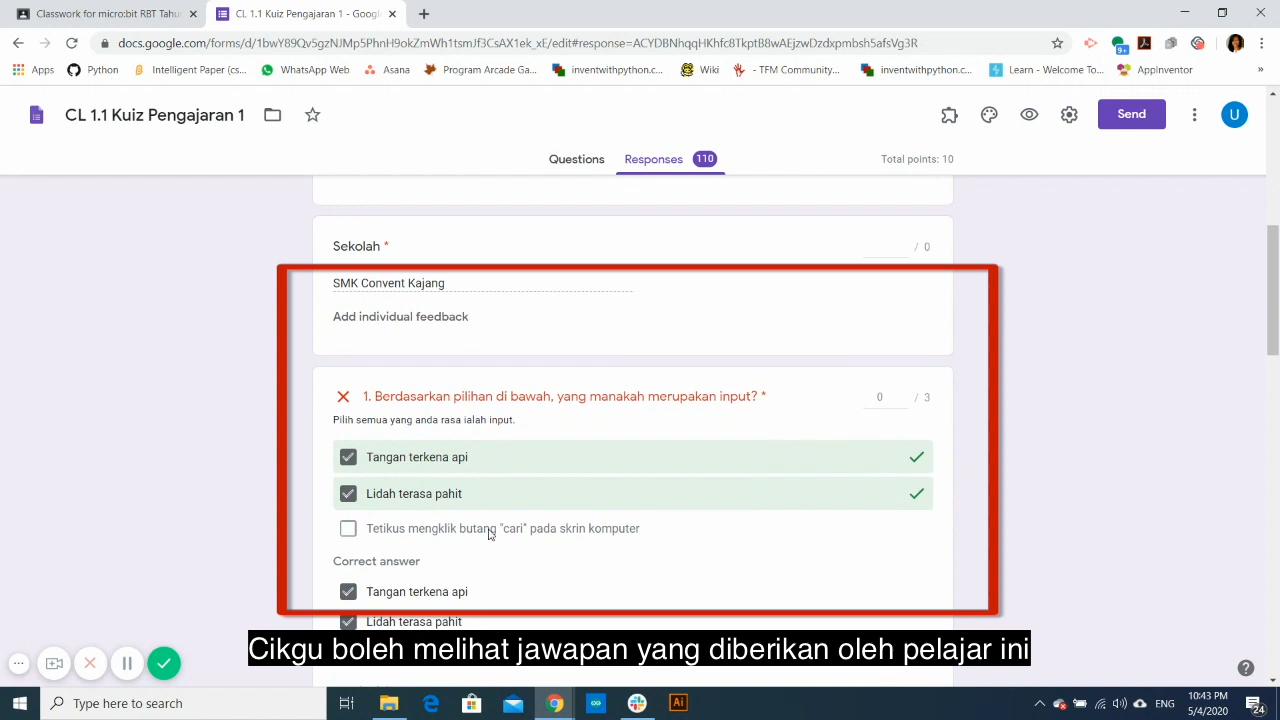 Classwork for micro:bit RBT Tahun
CL 1.1 Kuiz Pengajaran 1 - Google
docs.google.com/forms/d/1bwY89Qv5gzNJMp5PhnH9okZaWh1tsmJf3CsAX1ek_xE/edit#response=ACYDBNhqqHKhfc8TkptB8wAEjzwDzdxpmbsh5afsVg3R
9+
Apps
Python
Intelligent Paper (cs...
WhatsApp Web
Asana
Program Arcade Ga...
inventwithpython.c...
Wiki
- TFM Community...
inventwithpython.c...
Learn - Welcome To...
AppInventor
»
CL 1.1 Kuiz Pengajaran 1
Send
U
Questions
Responses 110
Total points: 10
Sekolah *
/ 0
SMK Convent Kajang
Add individual feedback
1. Berdasarkan pilihan di bawah, yang manakah merupakan input? *
0 / 3
Pilih semua yang anda rasa ialah input.
Tangan terkena api
Lidah terasa pahit
Tetikus mengklik butang "cari" pada skrin komputer
Correct answer
Tangan terkena api
Lidah terasa pahit
Cikgu boleh melihat jawapan yang diberikan oleh pelajar ini
Type here to search
Ai
ENG
10:43 PM
5/4/2020
24